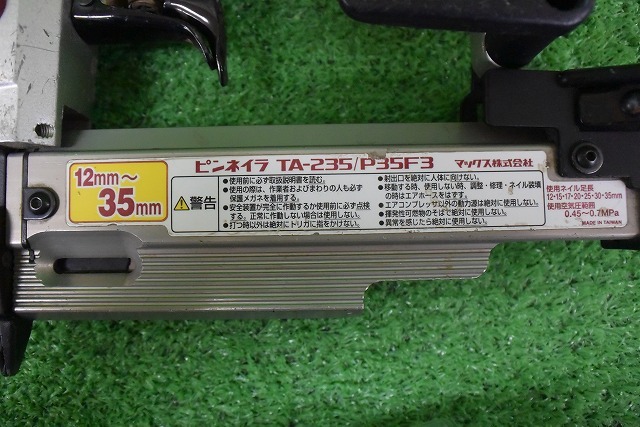 ピンネイラ TA-235/P35F3 マックス株式会社
12mm～
35mm
警告
●使用前に必ず取扱説明書を読む。
●使用の際は、作業者およびまわりの人も必ず
保護メガネを着用する。
●安全装置が完全に作動するか使用前に必ず点検
する。正常に作動しない場合は使用しない。
●打つ時以外は絶対にトリガに指をかけない。
●射出口を絶対に人体に向けない。
●移動する時、使用しない時、調整・修理・ネイル装填
の時はエアホースをはずす。
●エアコンプレッサ以外の動力源は絶対に使用しない。
●揮発性可燃物のそばで絶対に使用しない。
●異常を感じたら絶対に使用しない。
使用ネイル足長
12・15・17・20・25・30・35mm
使用空気圧範囲
0.45～0.7MPa
MADE IN TAIWAN